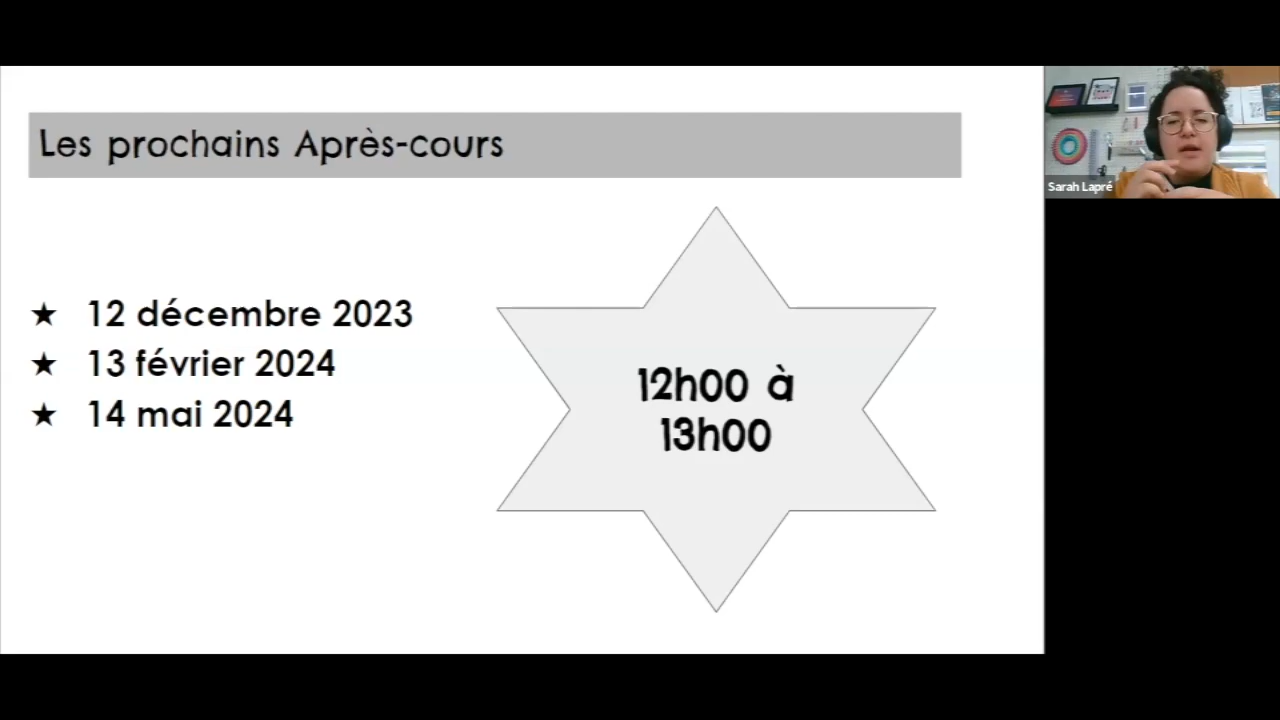 Les prochains Après-cours
★ 12 décembre 2023
★ 13 février 2024
★ 14 mai 2024
12h00 à
13h00
Sarah Lapré